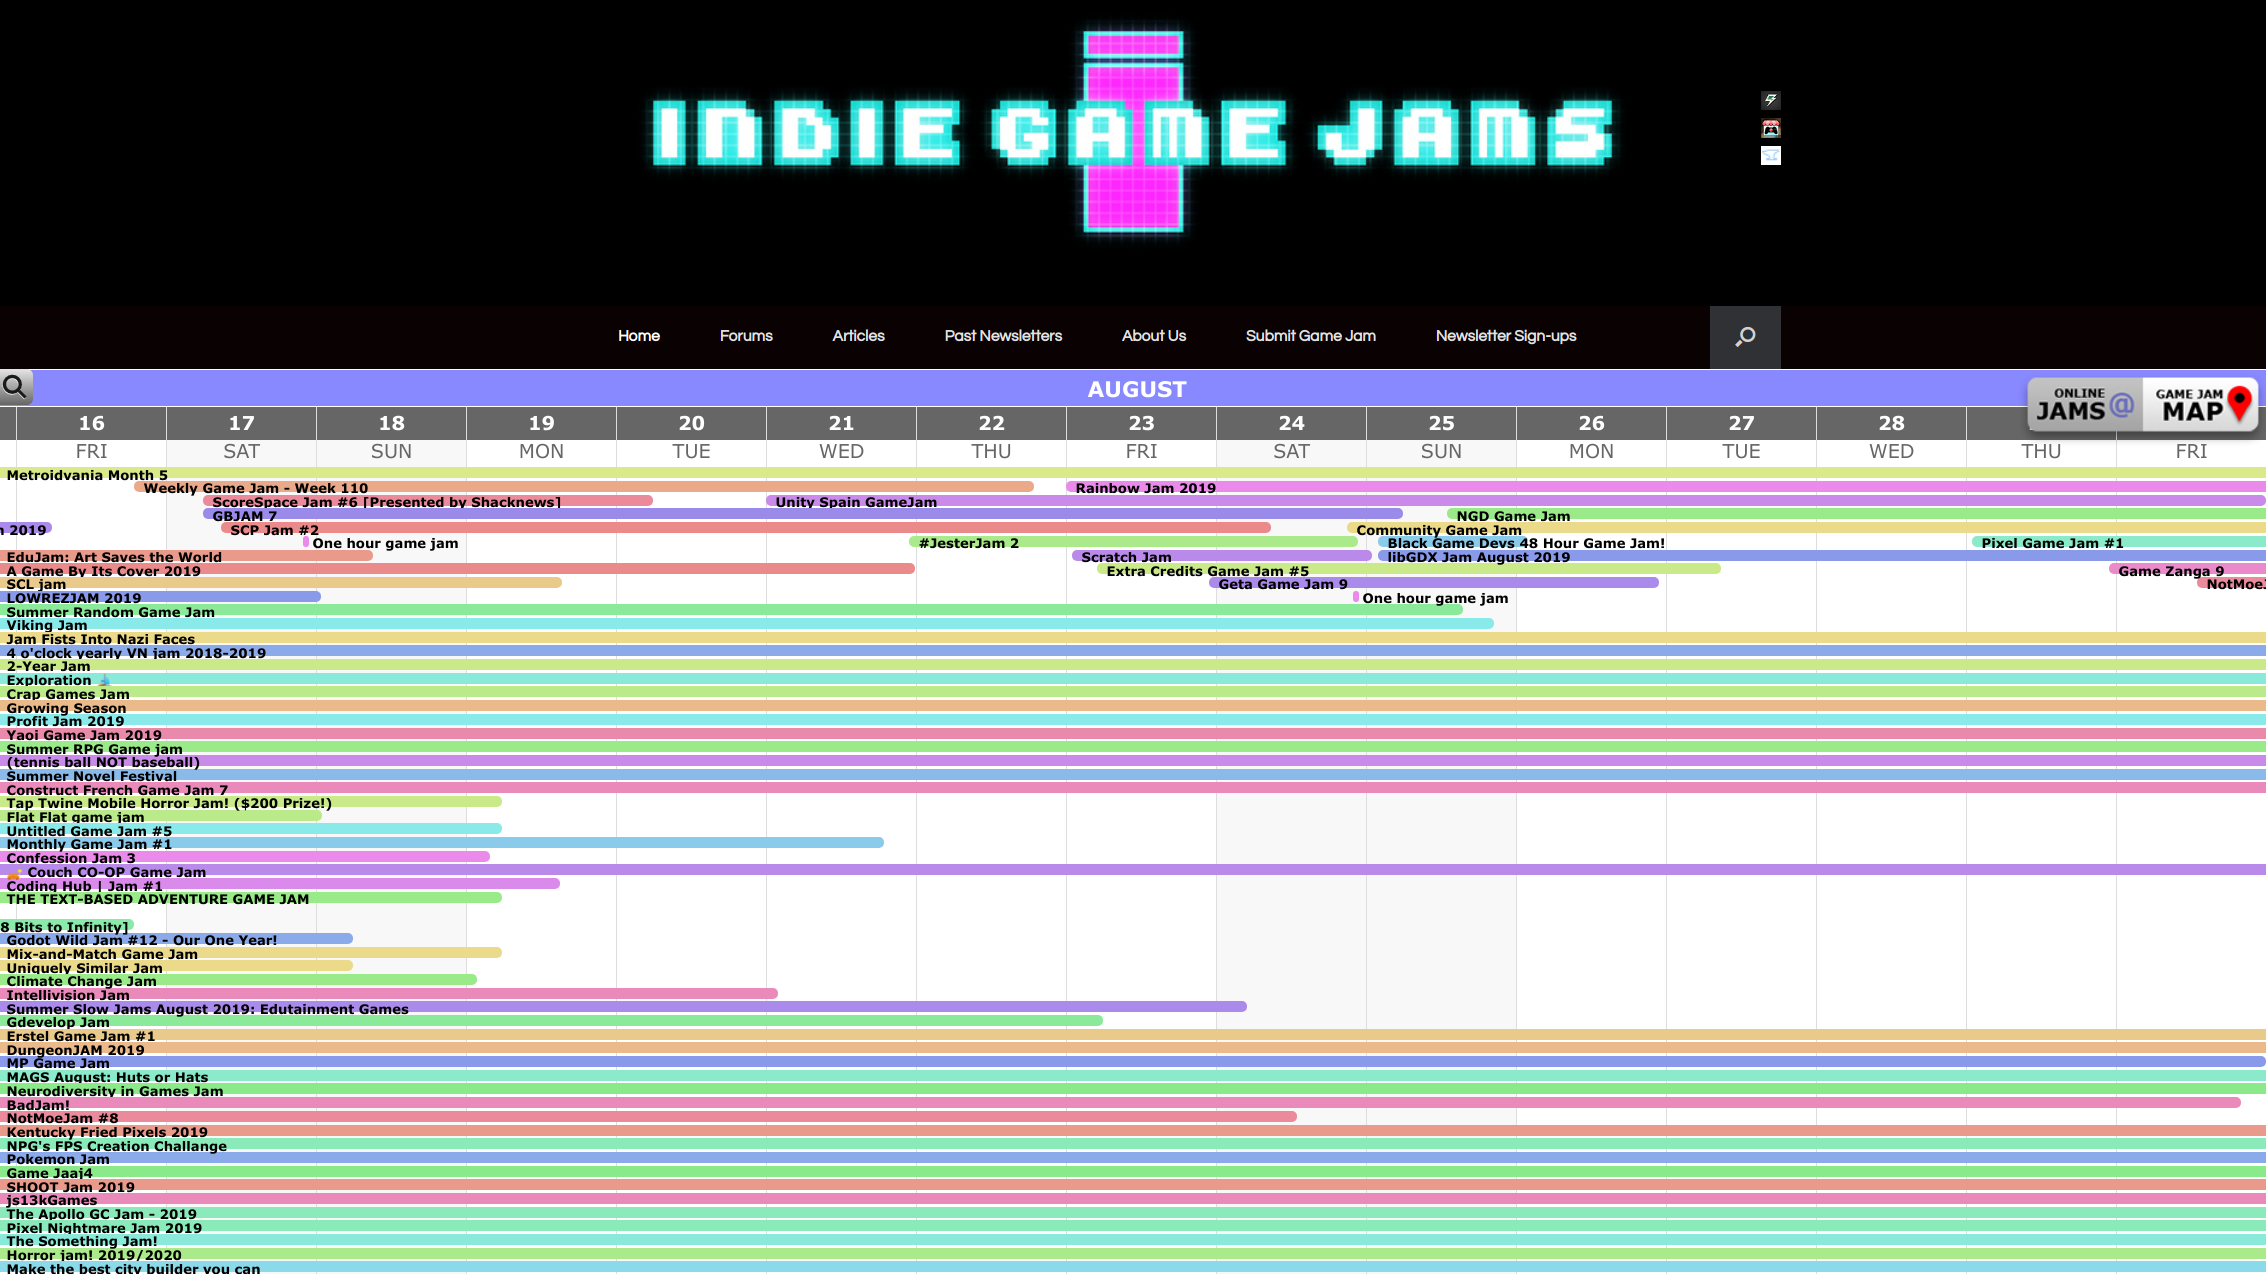 INDIE GAME JAMS
Home Forums Articles Past Newsletters About Us Submit Game Jam Newsletter Sign-ups
AUGUST
ONLINE JAMS @ GAME JAM MAP
16 17 18 19 20 21 22 23 24 25 26 27 28
FRI SAT SUN MON TUE WED THU FRI SAT SUN MON TUE WED THU FRI
Metroidvania Month 5
Weekly Game Jam - Week 110 Rainbow Jam 2019
ScoreSpace Jam #6 [Presented by Shacknews] Unity Spain GameJam
GBJAM 7 NGD Game Jam
2019 SCP Jam #2 Community Game Jam
One hour game jam #JesterJam 2 Black Game Devs 48 Hour Game Jam! Pixel Game Jam #1
EduJam: Art Saves the World Scratch Jam libGDX Jam August 2019
A Game By Its Cover 2019 Extra Credits Game Jam #5 Game Zanga 9
SCL jam Geta Game Jam 9 NotMoeJ
LOWREZJAM 2019 One hour game jam
Summer Random Game Jam
Viking Jam
Jam Fists Into Nazi Faces
4 o'clock yearly VN jam 2018-2019
2-Year Jam
Exploration
Crap Games Jam
Growing Season
Profit Jam 2019
Yaoi Game Jam 2019
Summer RPG Game jam
(tennis ball NOT baseball)
Summer Novel Festival
Construct French Game Jam 7
Tap Twine Mobile Horror Jam! ($200 Prize!)
Flat Flat game jam
Untitled Game Jam #5
Monthly Game Jam #1
Confession Jam 3
Couch CO-OP Game Jam
Coding Hub | Jam #1
THE TEXT-BASED ADVENTURE GAME JAM
8 Bits to Infinity]
Godot Wild Jam #12 - Our One Year!
Mix-and-Match Game Jam
Uniquely Similar Jam
Climate Change Jam
Intellivision Jam
Summer Slow Jams August 2019: Edutainment Games
Gdevelop Jam
Erstel Game Jam #1
DungeonJAM 2019
MP Game Jam
MAGS August: Huts or Hats
Neurodiversity in Games Jam
BadJam!
NotMoeJam #8
Kentucky Fried Pixels 2019
NPG's FPS Creation Challange
Pokemon Jam
Game Jaaj4
SHOOT Jam 2019
js13kGames
The Apollo GC Jam - 2019
Pixel Nightmare Jam 2019
The Something Jam!
Horror jam! 2019/2020
Make the best city builder you can